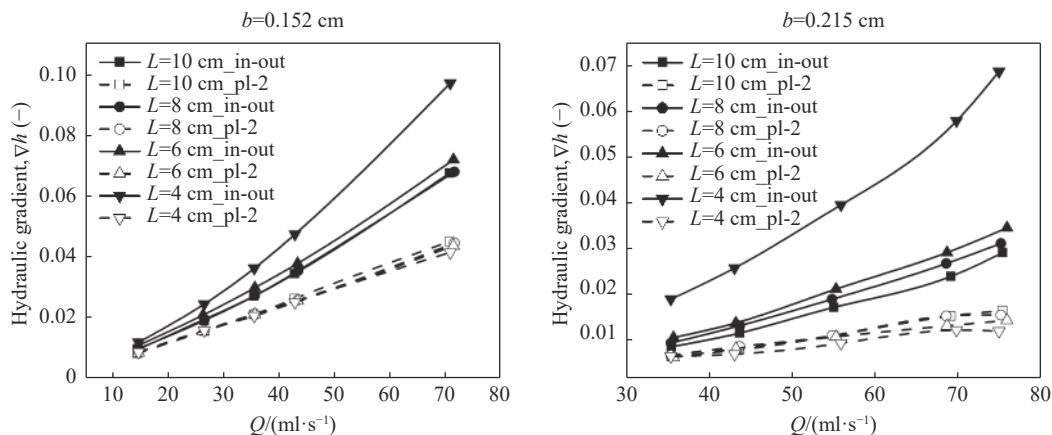 b=0.152 cm
Hydraulic gradient, ∇h (−)
0.10
0.08
0.06
0.04
0.02
0
L=10 cm_in-out
L=10 cm_pl-2
L=8 cm_in-out
L=8 cm_pl-2
L=6 cm_in-out
L=6 cm_pl-2
L=4 cm_in-out
L=4 cm_pl-2
10 20 30 40 50 60 70 80
Q/(ml·s⁻¹)
b=0.215 cm
Hydraulic gradient, ∇h (−)
0.07
0.06
0.05
0.04
0.03
0.02
0.01
L=10 cm_in-out
L=10 cm_pl-2
L=8 cm_in-out
L=8 cm_pl-2
L=6 cm_in-out
L=6 cm_pl-2
L=4 cm_in-out
L=4 cm_pl-2
30 40 50 60 70 80
Q/(ml·s⁻¹)